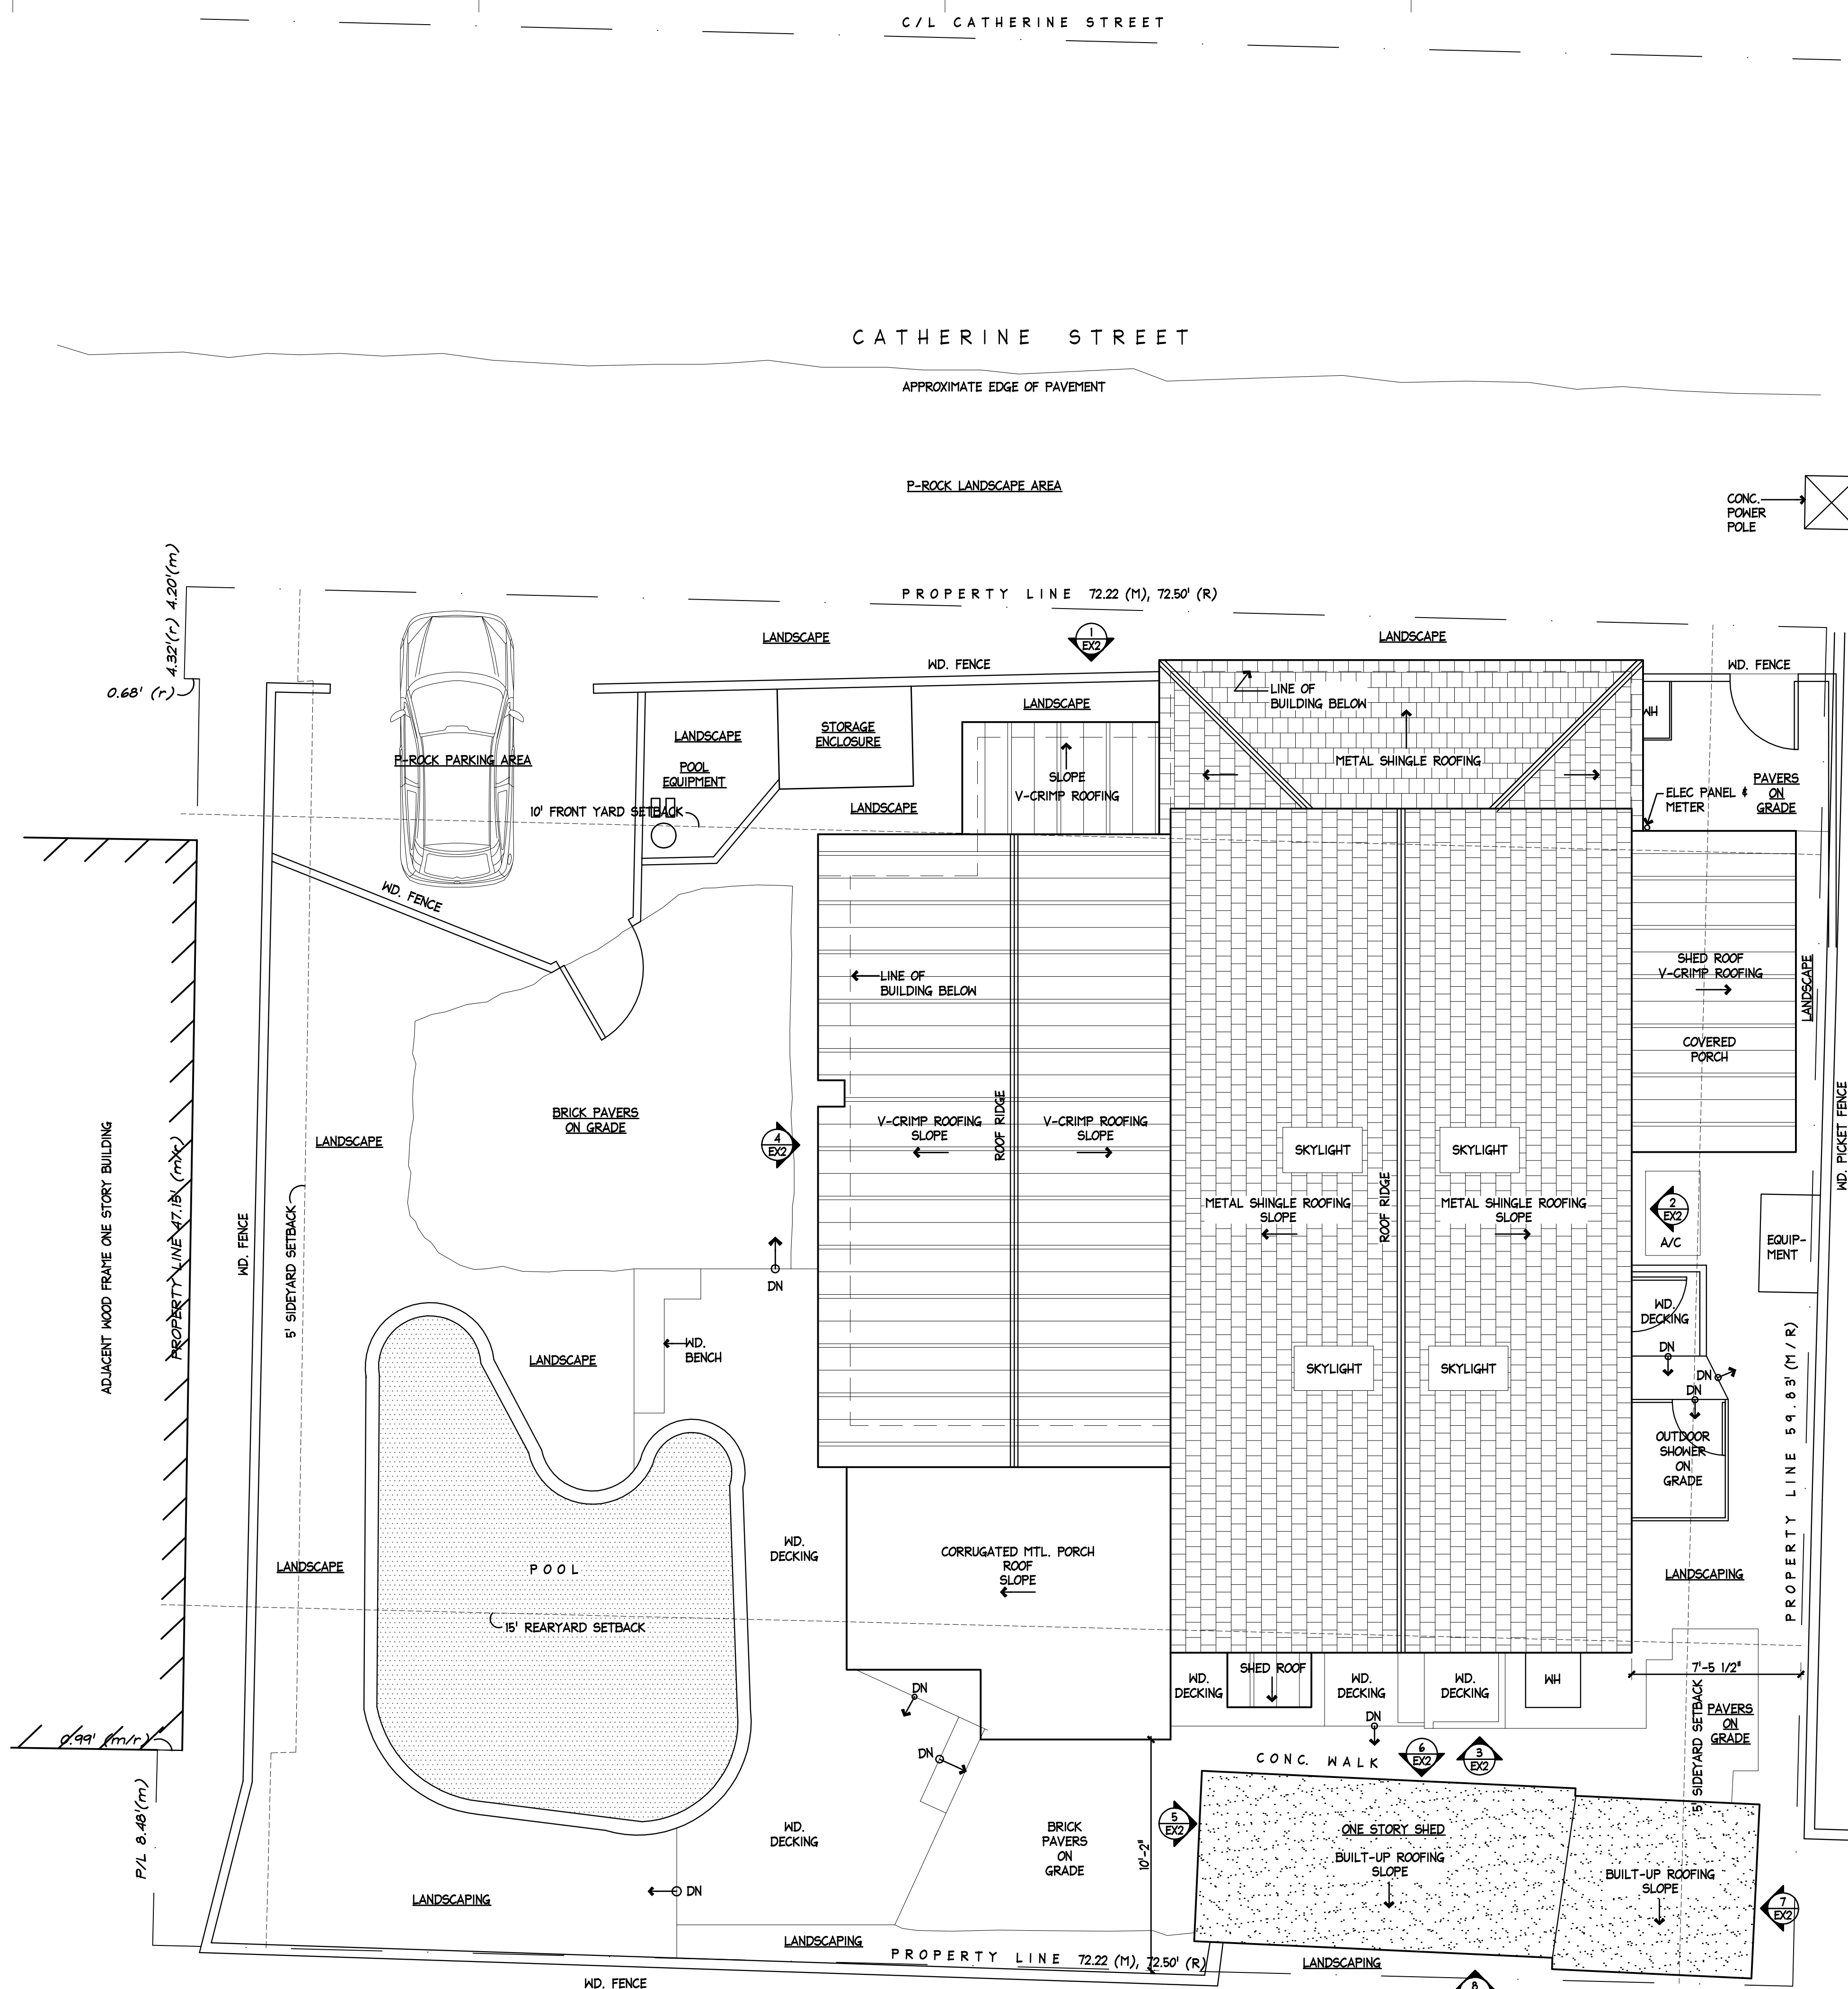 C/L CATHERINE STREET
CATHERINE STREET
APPROXIMATE EDGE OF PAVEMENT
P-ROCK LANDSCAPE AREA
CONC.
POWER
POLE
4.32'(r) 4.20'(m)
0.68' (r)
PROPERTY LINE 72.22 (M), 72.50' (R)
LANDSCAPE
1
EX2
LANDSCAPE
WD. FENCE
WD. FENCE
LINE OF
BUILDING BELOW
LANDSCAPE
WH
STORAGE
ENCLOSURE
LANDSCAPE
POOL
EQUIPMENT
P-ROCK PARKING AREA
METAL SHINGLE ROOFING
SLOPE
V-CRIMP ROOFING
ELEC PANEL &
METER
PAVERS
ON
GRADE
10' FRONT YARD SETBACK
LANDSCAPE
WD. FENCE
LINE OF
BUILDING BELOW
SHED ROOF
V-CRIMP ROOFING
LANDSCAPE
COVERED
PORCH
BRICK PAVERS
ON GRADE
4
EX2
V-CRIMP ROOFING
SLOPE
ROOF RIDGE
V-CRIMP ROOFING
SLOPE
SKYLIGHT
SKYLIGHT
WD. PICKET FENCE
ADJACENT WOOD FRAME ONE STORY BUILDING
PROPERTY LINE 47.15' (mxr)
WD. FENCE
LANDSCAPE
5' SIDEYARD SETBACK
METAL SHINGLE ROOFING
SLOPE
ROOF RIDGE
METAL SHINGLE ROOFING
SLOPE
2
EX2
A/C
EQUIP-
MENT
DN
WD.
DECKING
WD.
BENCH
LANDSCAPE
SKYLIGHT
SKYLIGHT
DN
DN
DN
OUTDOOR
SHOWER
ON
GRADE
PROPERTY LINE 59.83' (M/R)
LANDSCAPE
POOL
WD.
DECKING
CORRUGATED MTL. PORCH
ROOF
SLOPE
LANDSCAPING
15' REARYARD SETBACK
WD.
DECKING
SHED ROOF
WD.
DECKING
WD.
DECKING
WH
7'-5 1/2"
5' SIDEYARD SETBACK
PAVERS
ON
GRADE
DN
DN
DN
0.99' (m/r)
P/L 8.48'(m)
CONC. WALK
6
EX2
3
EX2
5
EX2
WD.
DECKING
BRICK
PAVERS
ON
GRADE
10'-2"
ONE STORY SHED
BUILT-UP ROOFING
SLOPE
BUILT-UP ROOFING
SLOPE
7
EX2
LANDSCAPING
DN
LANDSCAPING
PROPERTY LINE 72.22 (M), 72.50' (R)
LANDSCAPING
WD. FENCE
8